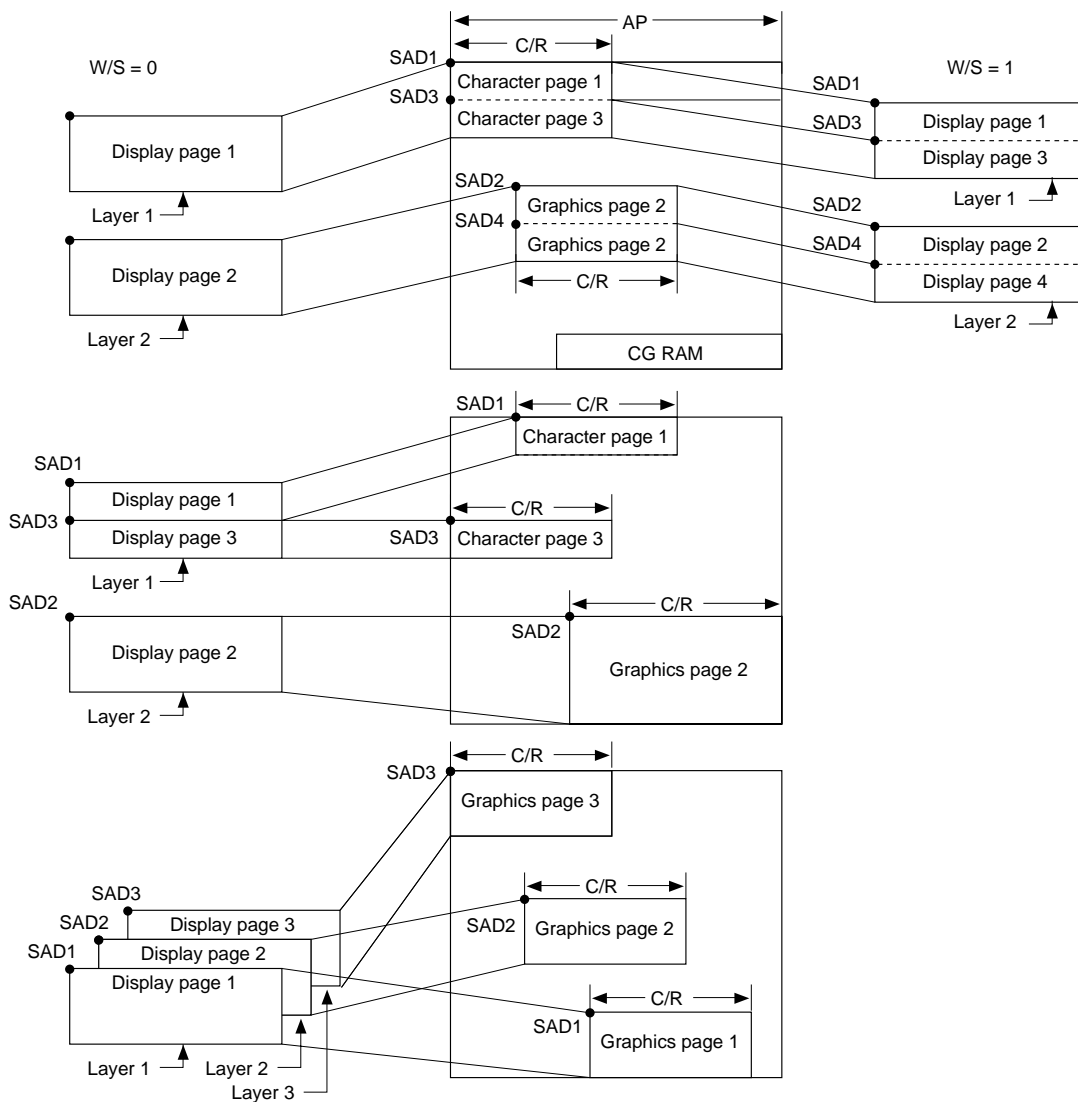 AP
C/R
W/S = 0
SAD1
W/S = 1
Character page 1
SAD1
SAD3
Display page 1
Character page 3
Display page 1
SAD3
Display page 3
SAD2
Layer 1
Layer 1
Graphics page 2
SAD2
SAD4
Display page 2
Graphics page 2
Display page 2
SAD4
Display page 4
C/R
Layer 2
Layer 2
CG RAM
SAD1
C/R
Character page 1
SAD1
Display page 1
C/R
SAD3
Display page 3
SAD3
Character page 3
Layer 1
SAD2
C/R
SAD2
Display page 2
Graphics page 2
Layer 2
C/R
SAD3
Graphics page 3
SAD3
C/R
Display page 3
SAD2
SAD2
Graphics page 2
Display page 2
SAD1
Display page 1
C/R
SAD1
Graphics page 1
Layer 1
Layer 2
Layer 3